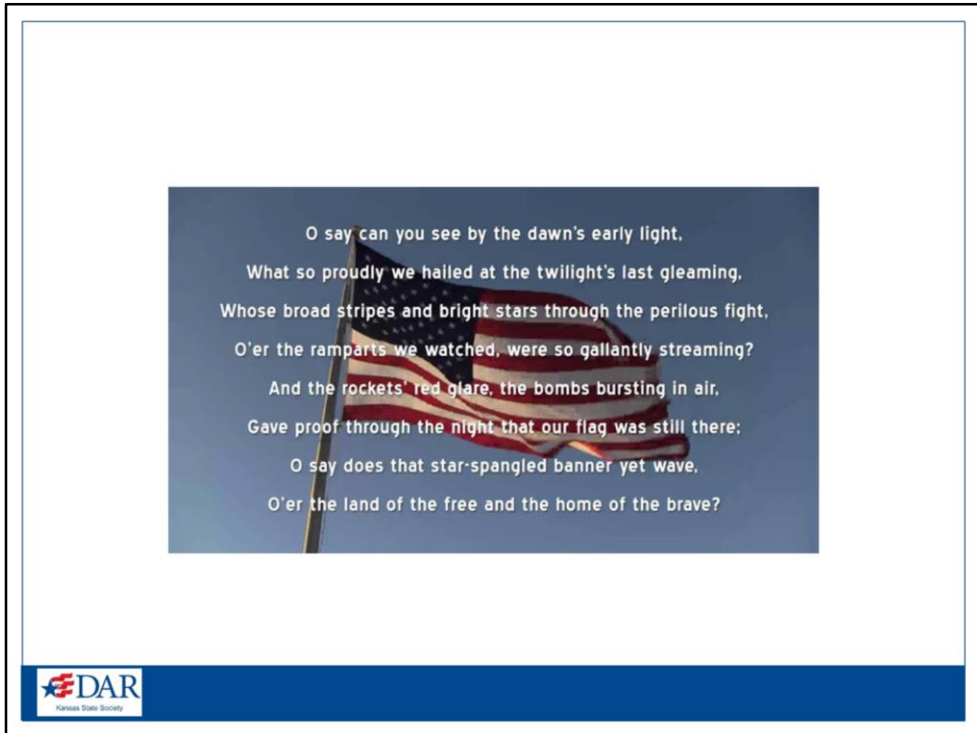 O say can you see by the dawn's early light,
What so proudly we hailed at the twilight's last gleaming,
Whose broad stripes and bright stars through the perilous fight,
O'er the ramparts we watched, were so gallantly streaming?
And the rockets' red glare, the bombs bursting in air,
Gave proof through the night that our flag was still there;
O say does that star-spangled banner yet wave,
O'er the land of the free and the home of the brave?
DAR
Kansas State Society